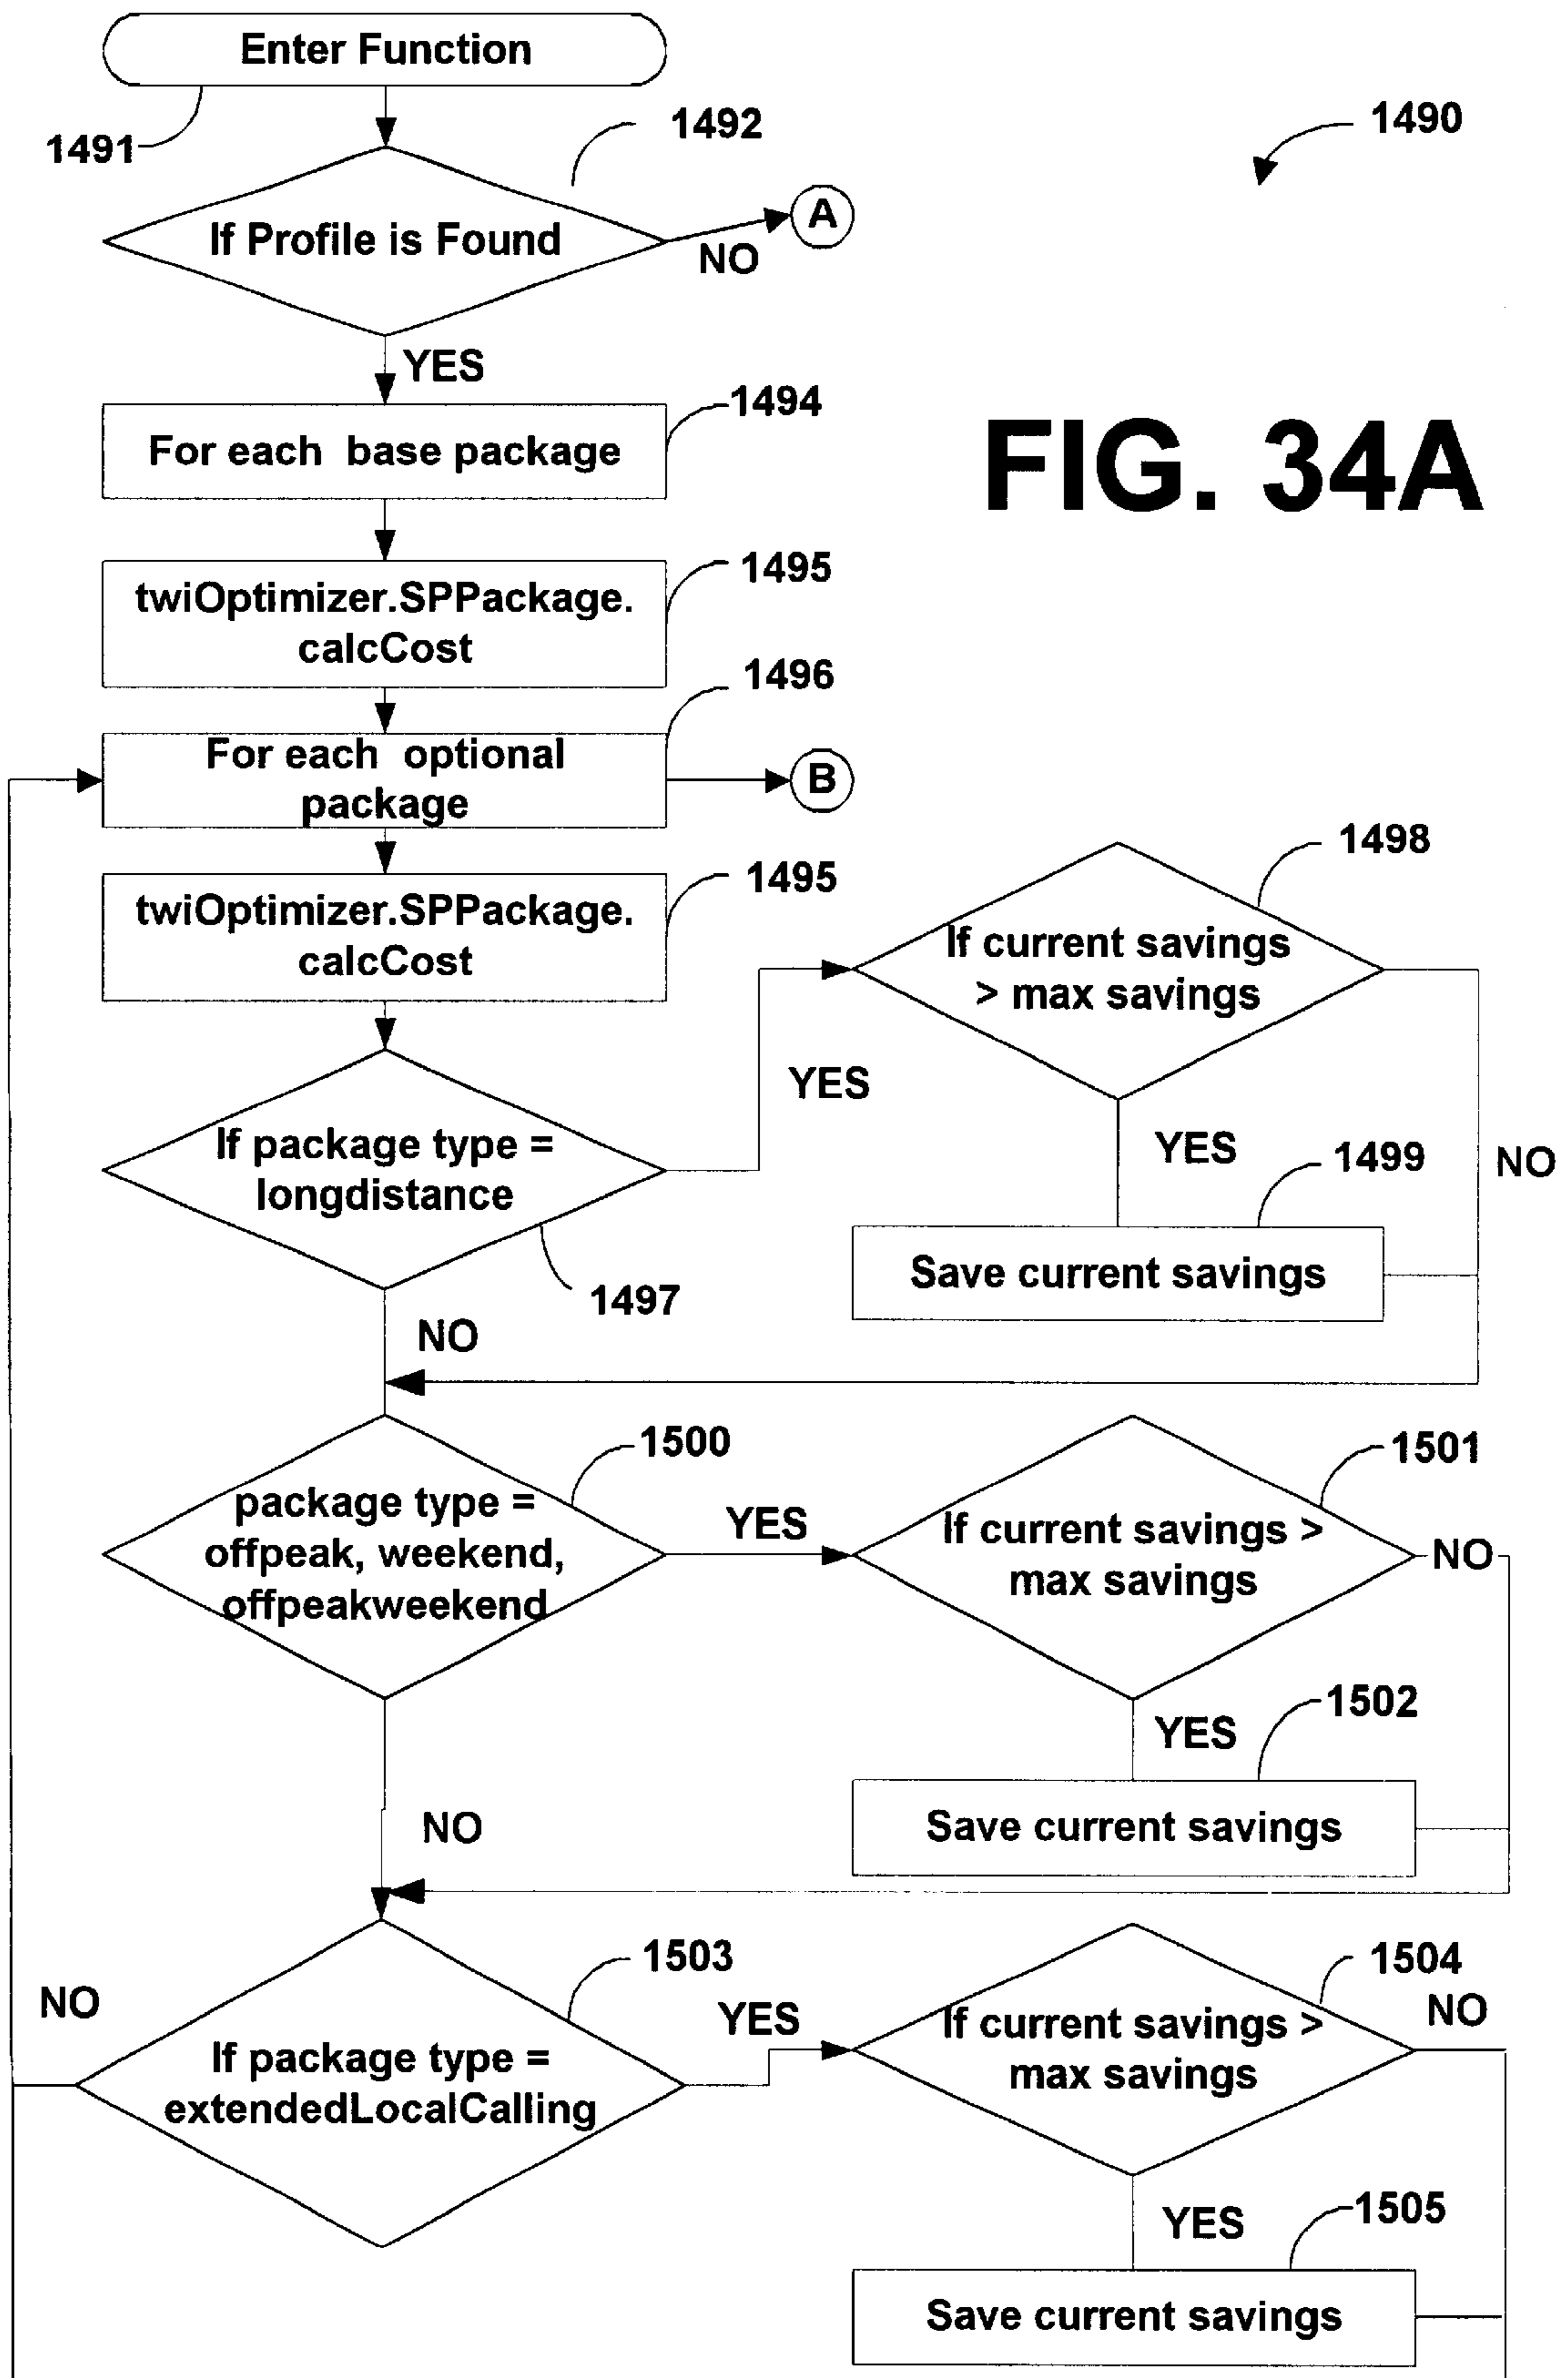 Enter Function
1491
1492
1490
If Profile is Found
A
NO
YES
1494
For each base package
FIG. 34A
1495
twiOptimizer.SPPackage.
calcCost
1496
For each optional
package
B
1495
twiOptimizer.SPPackage.
calcCost
1498
If current savings
> max savings
YES
If package type =
longdistance
YES
1499
NO
Save current savings
1497
NO
1500
1501
package type =
offpeak, weekend,
offpeakweekend
YES
If current savings >
max savings
NO
1502
YES
Save current savings
NO
1503
1504
NO
YES
If current savings >
max savings
NO
If package type =
extendedLocalCalling
YES
1505
Save current savings